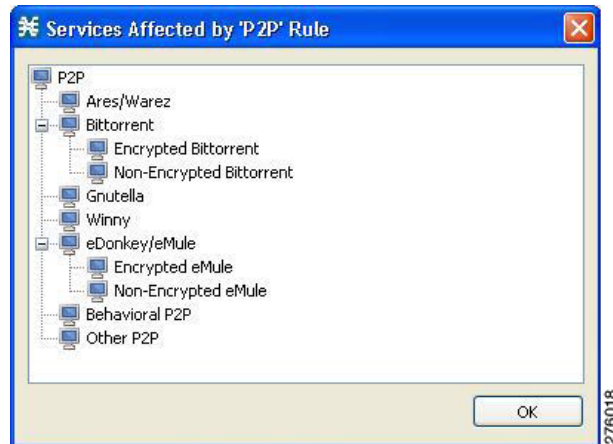 Services Affected by 'P2P' Rule
P2P
Ares/Warez
Bittorrent
Encrypted Bittorrent
Non-Encrypted Bittorrent
Gnutella
Winny
eDonkey/eMule
Encrypted eMule
Non-Encrypted eMule
Behavioral P2P
Other P2P
OK
276018